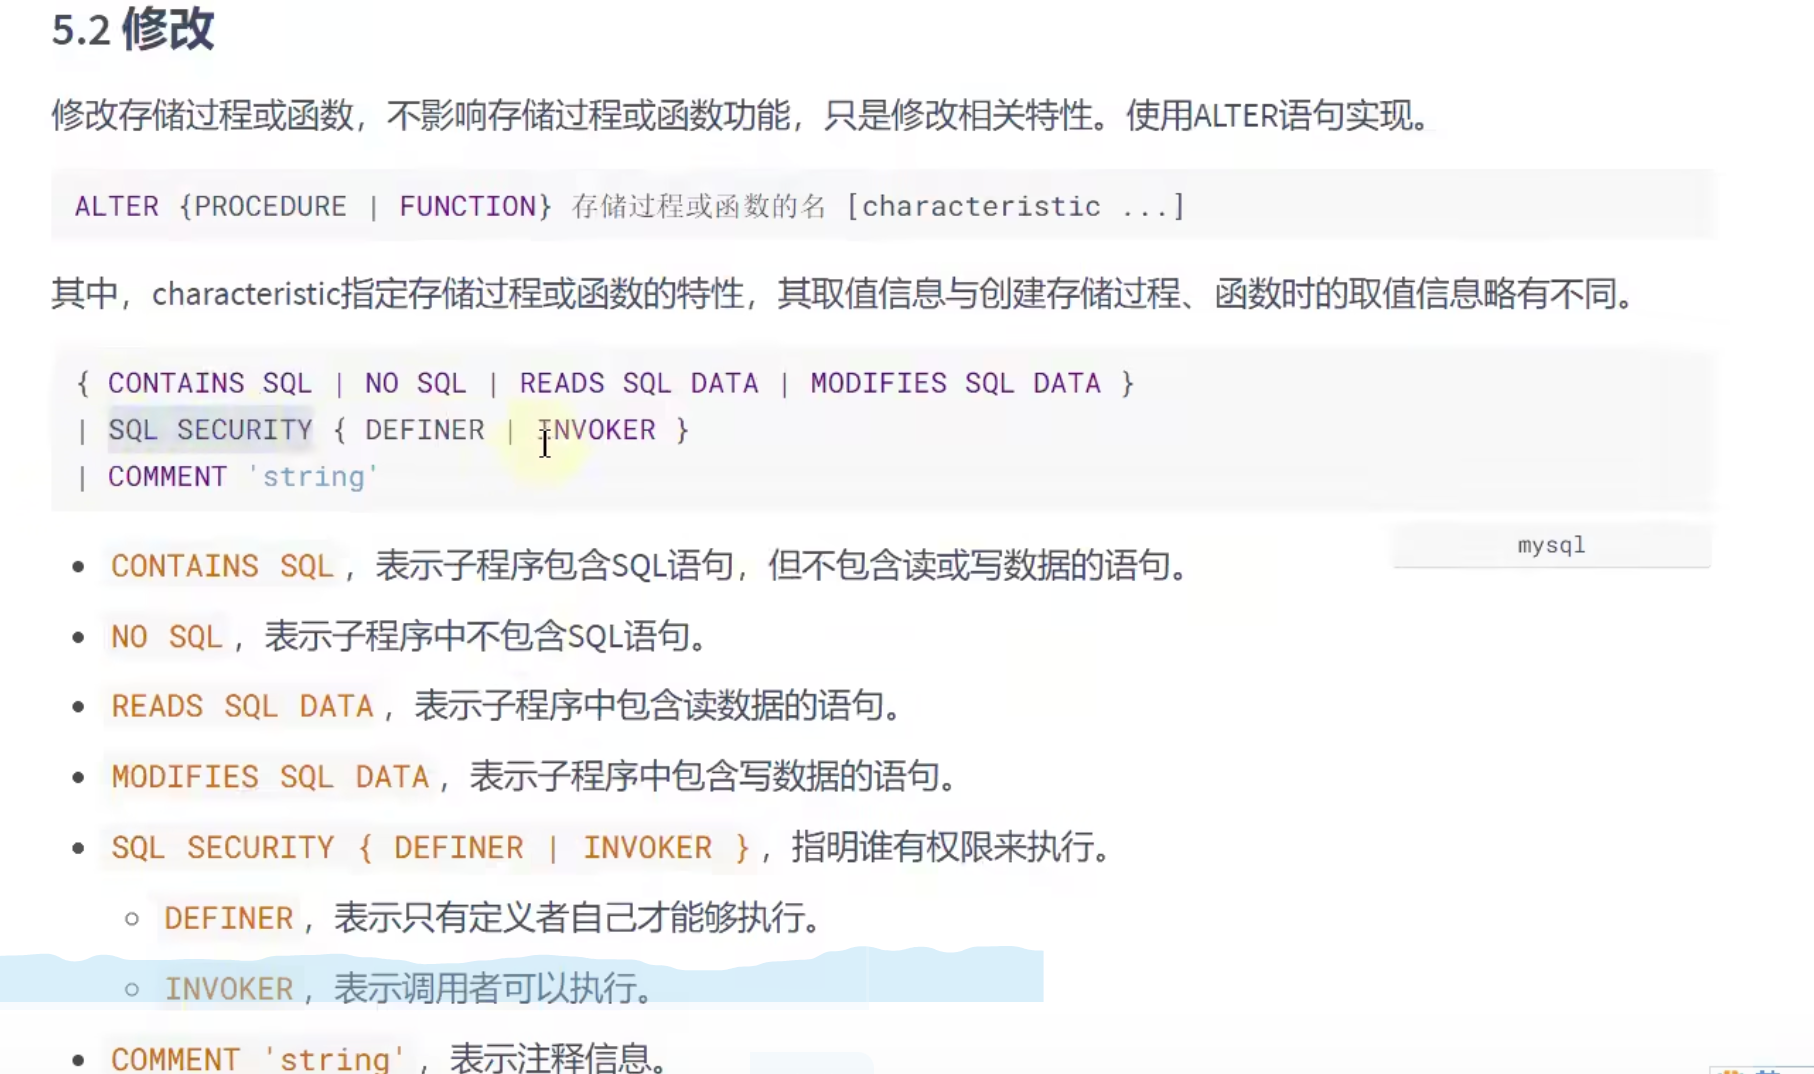 5.2 修改
修改存储过程或函数，不影响存储过程或函数功能，只是修改相关特性。使用ALTER语句实现。
ALTER {PROCEDURE | FUNCTION} 存储过程或函数的名 [characteristic ...]
其中，characteristic指定存储过程或函数的特性，其取值信息与创建存储过程、函数时的取值信息略有不同。
{ CONTAINS SQL | NO SQL | READS SQL DATA | MODIFIES SQL DATA }
| SQL SECURITY { DEFINER | INVOKER }
| COMMENT 'string'
mysql
• CONTAINS SQL，表示子程序包含SQL语句，但不包含读或写数据的语句。
• NO SQL，表示子程序中不包含SQL语句。
• READS SQL DATA，表示子程序中包含读数据的语句。
• MODIFIES SQL DATA，表示子程序中包含写数据的语句。
• SQL SECURITY { DEFINER | INVOKER }，指明谁有权限来执行。
○ DEFINER，表示只有定义者自己才能够执行。
○ INVOKER，表示调用者可以执行。
• COMMENT 'string'，表示注释信息。